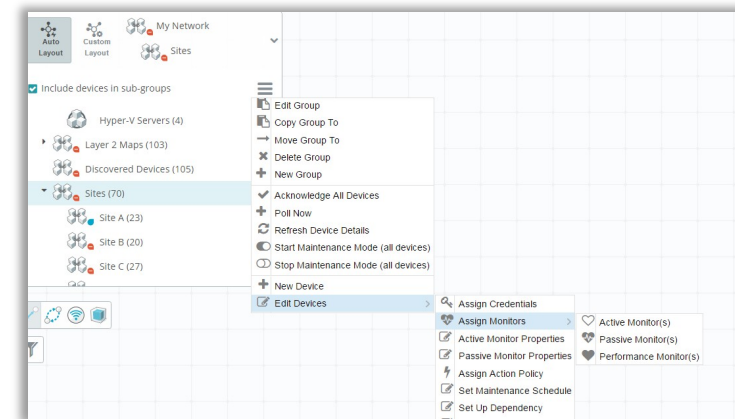 My Network
Auto Layout
Custom Layout
Sites
Include devices in sub-groups
Hyper-V Servers (4)
Layer 2 Maps (103)
Discovered Devices (105)
Sites (70)
Site A (23)
Site B (20)
Site C (27)
Edit Group
Copy Group To
Move Group To
Delete Group
New Group
Acknowledge All Devices
Poll Now
Refresh Device Details
Start Maintenance Mode (all devices)
Stop Maintenance Mode (all devices)
New Device
Edit Devices
Assign Credentials
Assign Monitors
Active Monitor Properties
Passive Monitor Properties
Assign Action Policy
Set Maintenance Schedule
Set Up Dependency
Active Monitor(s)
Passive Monitor(s)
Performance Monitor(s)